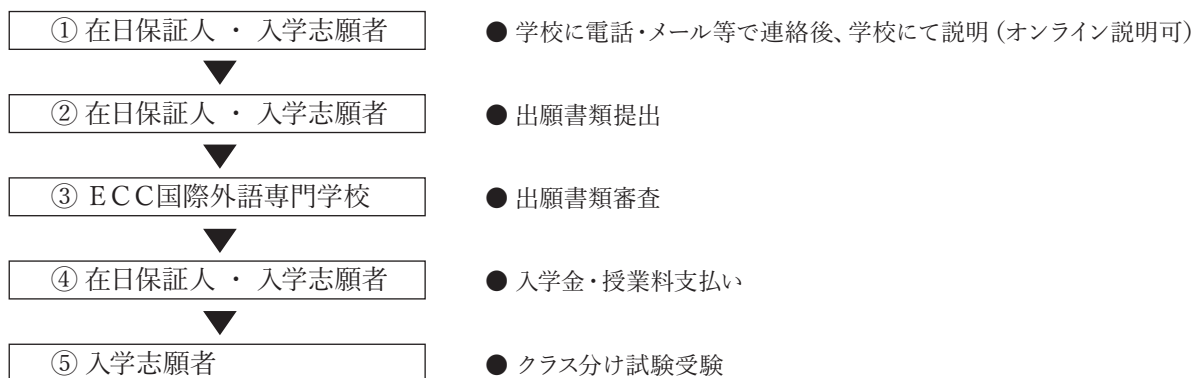 ① 在日保証人 ・ 入学志願者 ● 学校に電話・メール等で連絡後、学校にて説明 (オンライン説明可)
② 在日保証人 ・ 入学志願者 ● 出願書類提出
③ ECC国際外語専門学校 ● 出願書類審査
④ 在日保証人 ・ 入学志願者 ● 入学金・授業料支払い
⑤ 入学志願者 ● クラス分け試験受験